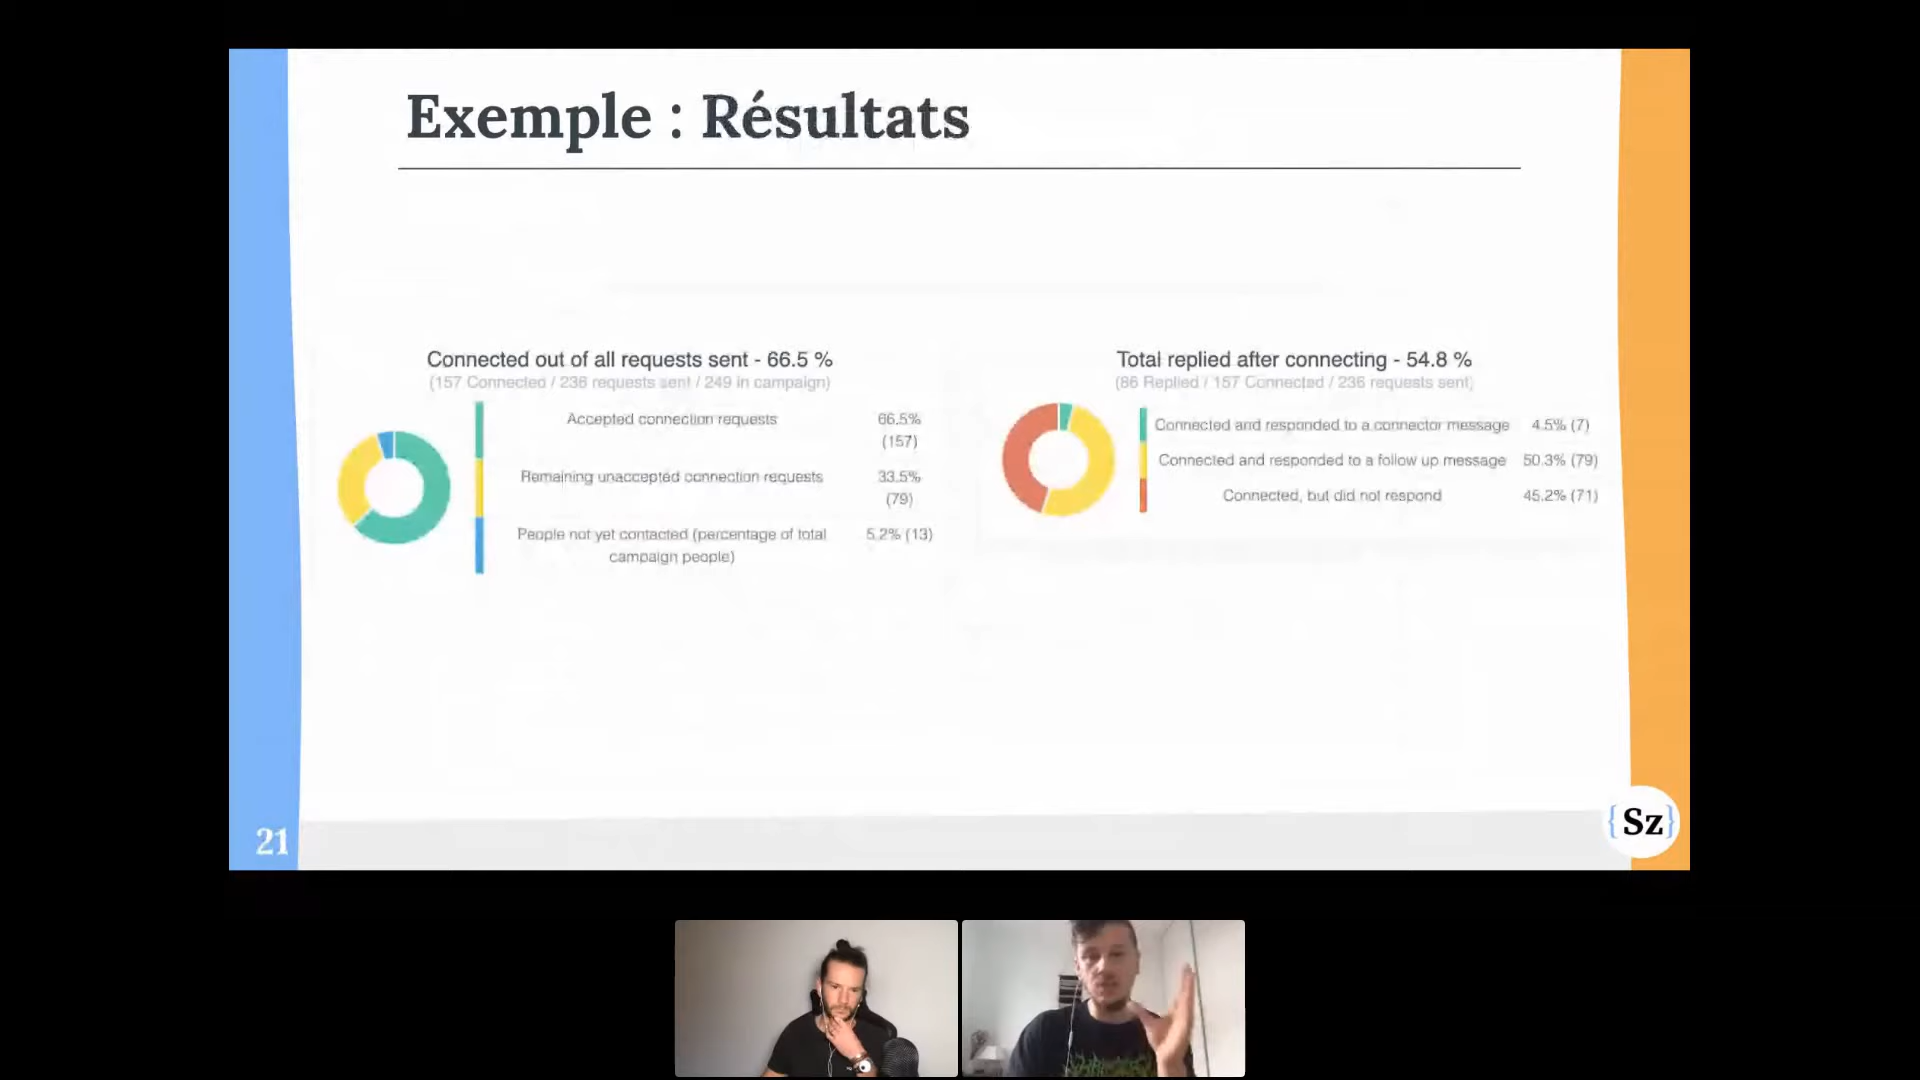 Exemple : Résultats
Connected out of all requests sent - 66.5 %
(157 Connected / 236 requests sent / 249 in campaign)
Accepted connection requests 66.5% (157)
Remaining unaccepted connection requests 33.5% (79)
People not yet contacted (percentage of total campaign people) 5.2% (13)
Total replied after connecting - 54.8 %
(86 Replied / 157 Connected / 236 requests sent)
Connected and responded to a connector message 4.5% (7)
Connected and responded to a follow up message 50.3% (79)
Connected, but did not respond 45.2% (71)
21
{Sz}